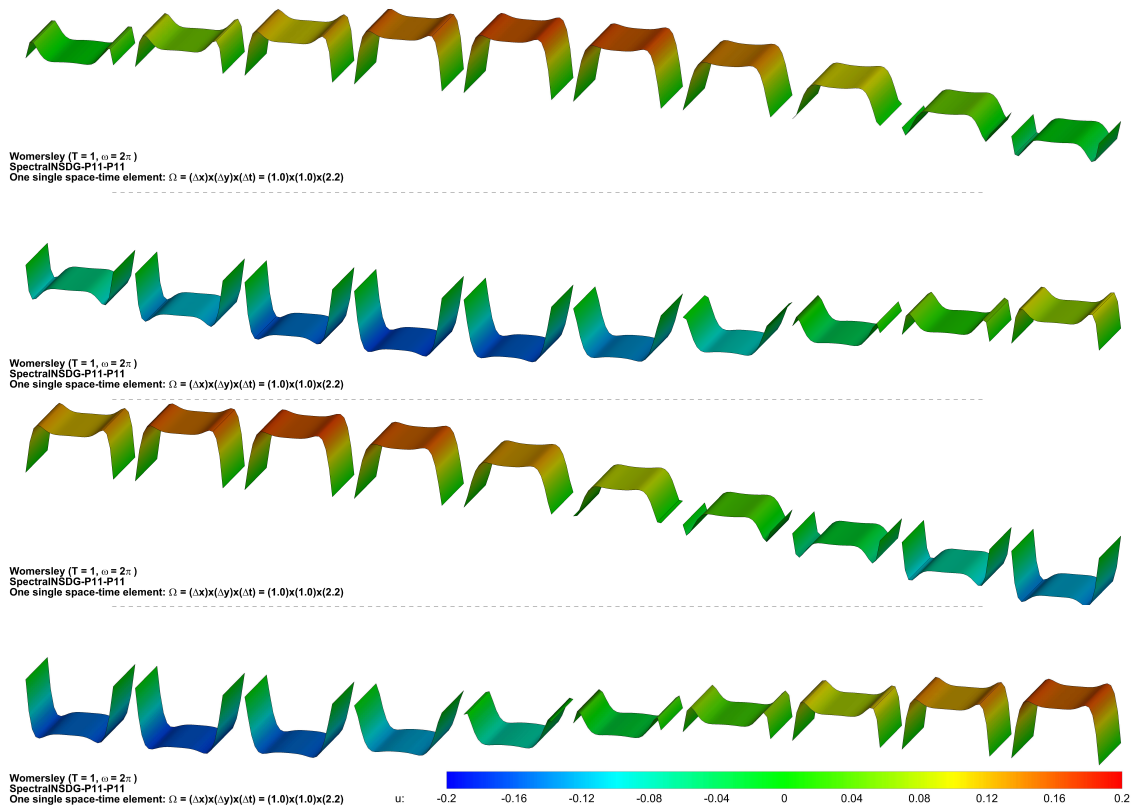 Womersley (T = 1, ω = 2π )
SpectralNSDG-P11-P11
One single space-time element: Ω = (Δx)x(Δy)x(Δt) = (1.0)x(1.0)x(2.2)
Womersley (T = 1, ω = 2π )
SpectralNSDG-P11-P11
One single space-time element: Ω = (Δx)x(Δy)x(Δt) = (1.0)x(1.0)x(2.2)
Womersley (T = 1, ω = 2π )
SpectralNSDG-P11-P11
One single space-time element: Ω = (Δx)x(Δy)x(Δt) = (1.0)x(1.0)x(2.2)
Womersley (T = 1, ω = 2π )
SpectralNSDG-P11-P11
One single space-time element: Ω = (Δx)x(Δy)x(Δt) = (1.0)x(1.0)x(2.2)
u: -0.2 -0.16 -0.12 -0.08 -0.04 0 0.04 0.08 0.12 0.16 0.2